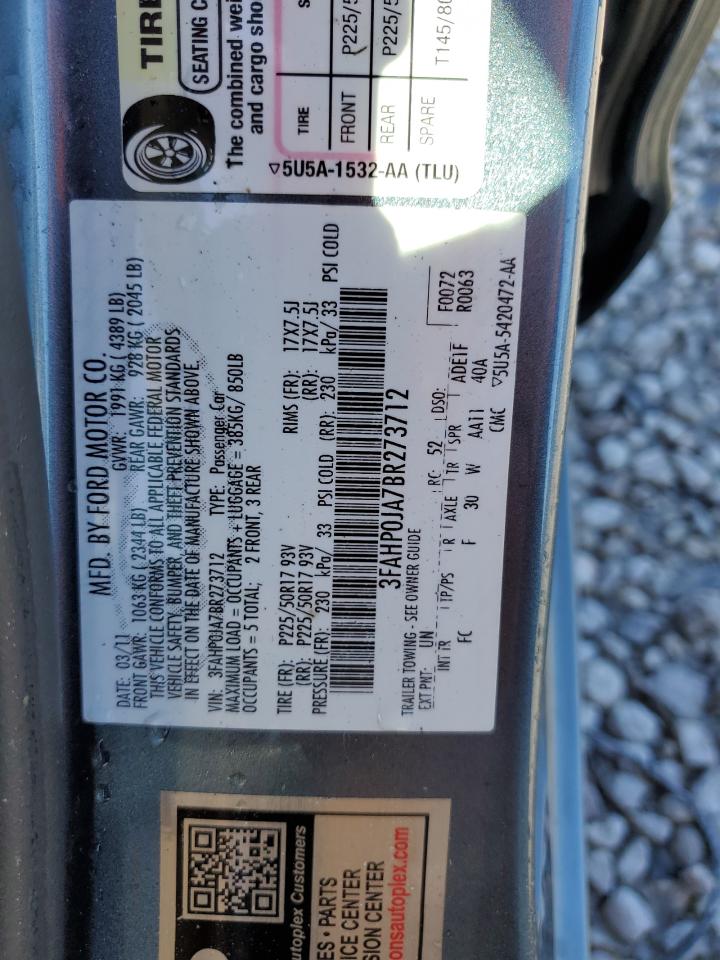 TIRE
SEATING C
The combined wei
and cargo sho
TIRE S
FRONT P225/5
REAR P225/5
SPARE T145/80
▽5U5A-1532-AA (TLU)
MFD. BY FORD MOTOR CO.
DATE: 03/11 GVWR: 1991 KG ( 4389 LB)
FRONT GAWR: 1063 KG ( 2344 LB) REAR GAWR: 928 KG ( 2045 LB)
THIS VEHICLE CONFORMS TO ALL APPLICABLE FEDERAL MOTOR
VEHICLE SAFETY, BUMPER, AND THEFT PREVENTION STANDARDS
IN EFFECT ON THE DATE OF MANUFACTURE SHOWN ABOVE.
VIN: 3FAHP0JA7BR273712 TYPE: Passenger Car
MAXIMUM LOAD = OCCUPANTS + LUGGAGE = 385KG/ 850LB
OCCUPANTS = 5 TOTAL; 2 FRONT, 3 REAR
TIRE (FR): P225/50R17 93V RIMS (FR): 17X7.5J
(RR): P225/50R17 93V (RR): 17X7.5J
PRESSURE (FR): 230 kPa/ 33 PSI COLD (RR): 230 kPa/ 33 PSI COLD
3FAHP0JA7BR273712
TRAILER TOWING - SEE OWNER GUIDE F0072
EXT PNT: UN RC: 52 DSO: R0063
INT TR TP/PS R AXLE TR SPR ADE1F
FC F 30 W AA11 40A
CMC ▽5U5A-5420472-AA
utoplex Customers
ES • PARTS
ICE CENTER
SION CENTER
onsautoplex.com